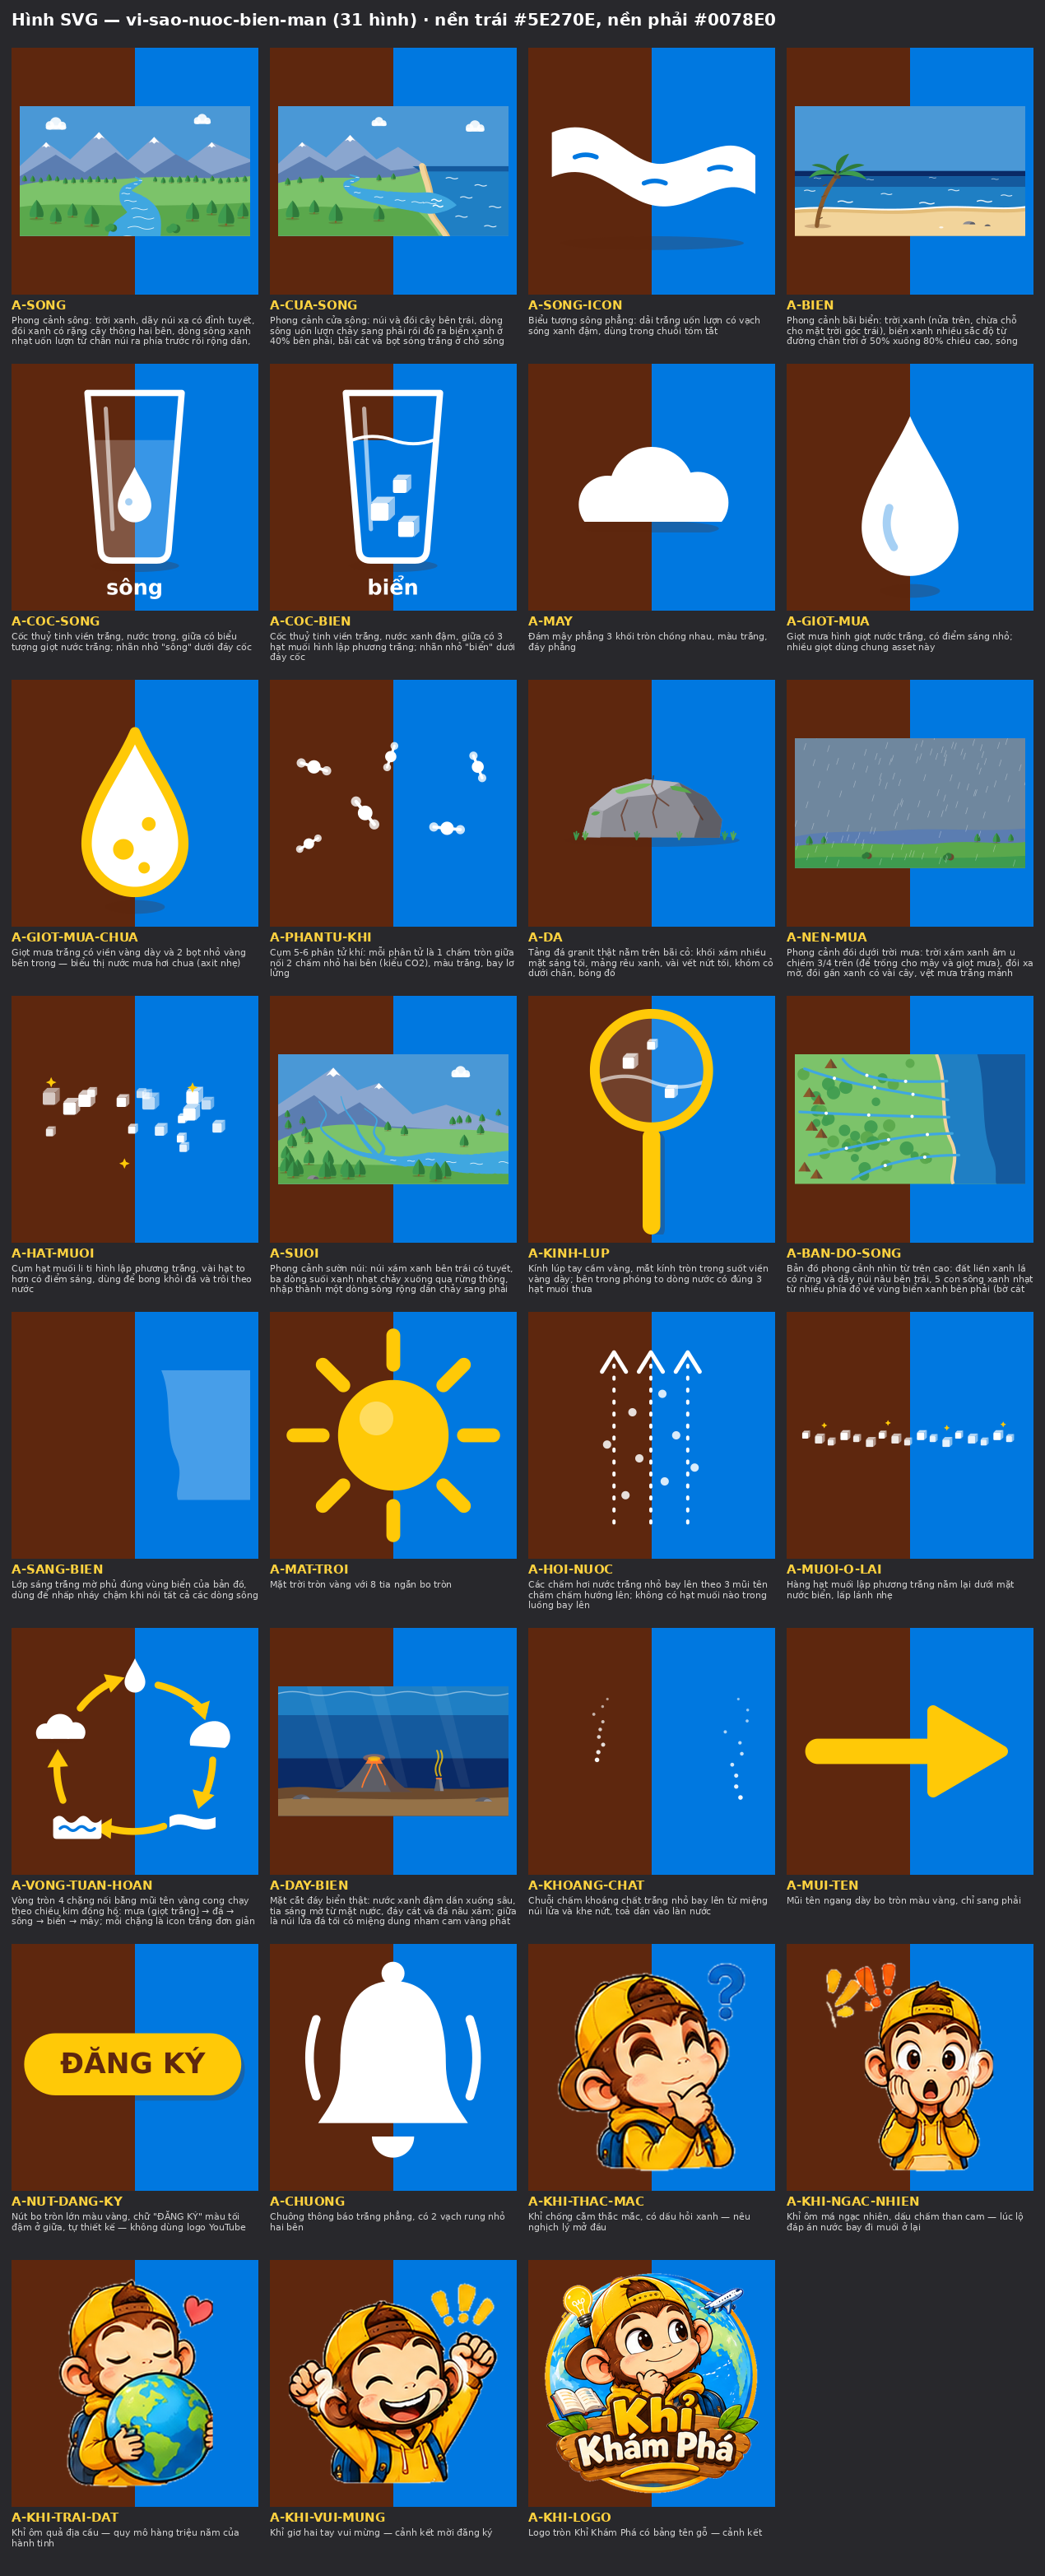 Hình SVG — vi-sao-nuoc-bien-man (31 hình) · nền trái #5E270E, nền phải #0078E0
A-SONG
Phong cảnh sông: trời xanh, dãy núi xa có đỉnh tuyết,
đồi xanh có rặng cây thông hai bên, dòng sông xanh
nhạt uốn lượn từ chân núi ra phía trước rồi rộng dần,
A-CUA-SONG
Phong cảnh cửa sông: núi và đồi cây bên trái, dòng
sông uốn lượn chảy sang phải rồi đổ ra biển xanh ở
40% bên phải, bãi cát và bọt sóng trắng ở chỗ sông
A-SONG-ICON
Biểu tượng sông phẳng: dải trắng uốn lượn có vạch
sóng xanh đậm, dùng trong chuỗi tóm tắt
A-BIEN
Phong cảnh bãi biển: trời xanh (nửa trên, chừa chỗ
cho mặt trời góc trái), biển xanh nhiều sắc độ từ
đường chân trời ở 50% xuống 80% chiều cao, sóng
sông
A-COC-SONG
Cốc thuỷ tinh viền trắng, nước trong, giữa có biểu
tượng giọt nước trắng; nhãn nhỏ "sông" dưới đáy cốc
biển
A-COC-BIEN
Cốc thuỷ tinh viền trắng, nước xanh đậm, giữa có 3
hạt muối hình lập phương trắng; nhãn nhỏ "biển" dưới
đáy cốc
A-MAY
Đám mây phẳng 3 khối tròn chồng nhau, màu trắng,
đáy phẳng
A-GIOT-MUA
Giọt mưa hình giọt nước trắng, có điểm sáng nhỏ;
nhiều giọt dùng chung asset này
A-GIOT-MUA-CHUA
Giọt mưa trắng có viền vàng dày và 2 bọt nhỏ vàng
bên trong — biểu thị nước mưa hơi chua (axit nhẹ)
A-PHANTU-KHI
Cụm 5-6 phân tử khí: mỗi phân tử là 1 chấm tròn giữa
nối 2 chấm nhỏ hai bên (kiểu CO2), màu trắng, bay lơ
lửng
A-DA
Tảng đá granit thật nằm trên bãi cỏ: khối xám nhiều
mặt sáng tối, mảng rêu xanh, vài vết nứt tối, khóm cỏ
dưới chân, bóng đổ
A-NEN-MUA
Phong cảnh đồi dưới trời mưa: trời xám xanh âm u
chiếm 3/4 trên (để trống cho mây và giọt mưa), đồi xa
mờ, đồi gần xanh có vài cây, vệt mưa trắng mảnh
A-HAT-MUOI
Cụm hạt muối li ti hình lập phương trắng, vài hạt to
hơn có điểm sáng, dùng để bong khỏi đá và trôi theo
nước
A-SUOI
Phong cảnh sườn núi: núi xám xanh bên trái có tuyết,
ba dòng suối xanh nhạt chảy xuống qua rừng thông,
nhập thành một dòng sông rộng dần chảy sang phải
A-KINH-LUP
Kính lúp tay cầm vàng, mặt kính tròn trong suốt viền
vàng dày; bên trong phóng to dòng nước có đúng 3
hạt muối thưa
A-BAN-DO-SONG
Bản đồ phong cảnh nhìn từ trên cao: đất liền xanh lá
có rừng và dãy núi nâu bên trái, 5 con sông xanh nhạt
từ nhiều phía đổ về vùng biển xanh bên phải (bờ cát
A-SANG-BIEN
Lớp sáng trắng mờ phủ đúng vùng biển của bản đồ,
dùng để nhấp nháy chậm khi nói tất cả các dòng sông
A-MAT-TROI
Mặt trời tròn vàng với 8 tia ngắn bo tròn
A-HOI-NUOC
Các chấm hơi nước trắng nhỏ bay lên theo 3 mũi tên
chấm chấm hướng lên; không có hạt muối nào trong
luồng bay lên
A-MUOI-O-LAI
Hàng hạt muối lập phương trắng nằm lại dưới mặt
nước biển, lấp lánh nhẹ
A-VONG-TUAN-HOAN
Vòng tròn 4 chặng nối bằng mũi tên vàng cong chạy
theo chiều kim đồng hồ: mưa (giọt trắng) → đá →
sông → biển → mây; mỗi chặng là icon trắng đơn giản
A-DAY-BIEN
Mặt cắt đáy biển thật: nước xanh đậm dần xuống sâu,
tia sáng mờ từ mặt nước, đáy cát và đá nâu xám; giữa
là núi lửa đá tối có miệng dung nham cam vàng phát
A-KHOANG-CHAT
Chuỗi chấm khoáng chất trắng nhỏ bay lên từ miệng
núi lửa và khe nứt, toả dần vào làn nước
A-MUI-TEN
Mũi tên ngang dày bo tròn màu vàng, chỉ sang phải
ĐĂNG KÝ
A-NUT-DANG-KY
Nút bo tròn lớn màu vàng, chữ "ĐĂNG KÝ" màu tối
đậm ở giữa, tự thiết kế — không dùng logo YouTube
A-CHUONG
Chuông thông báo trắng phẳng, có 2 vạch rung nhỏ
hai bên
A-KHI-THAC-MAC
Khỉ chống cằm thắc mắc, có dấu hỏi xanh — nêu
nghịch lý mở đầu
A-KHI-NGAC-NHIEN
Khỉ ôm má ngạc nhiên, dấu chấm than cam — lúc lộ
đáp án nước bay đi muối ở lại
A-KHI-TRAI-DAT
Khỉ ôm quả địa cầu — quy mô hàng triệu năm của
hành tinh
A-KHI-VUI-MUNG
Khỉ giơ hai tay vui mừng — cảnh kết mời đăng ký
Khỉ
Khám Phá
A-KHI-LOGO
Logo tròn Khỉ Khám Phá có bảng tên gỗ — cảnh kết